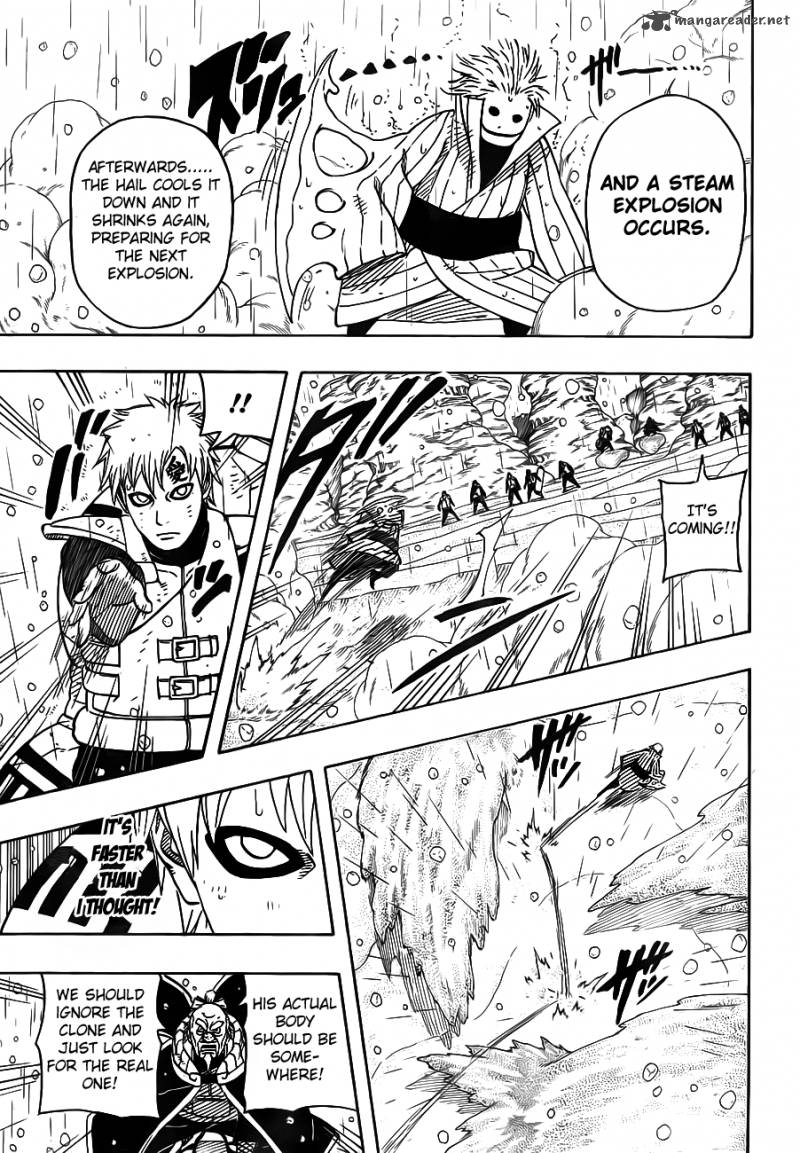 mangareader.net
AND A STEAM
EXPLOSION
OCCURS.
AFTERWARDS.....
THE HAIL COOLS IT
DOWN AND IT
SHRINKS AGAIN,
PREPARING FOR
THE NEXT
EXPLOSION.
IT'S
COMING!!
!!
IT'S
FASTER
THAN
I THOUGHT!
HIS ACTUAL
BODY
SHOULD BE
SOME-
WHERE!
WE SHOULD
IGNORE THE
CLONE AND
JUST LOOK
FOR THE REAL
ONE!